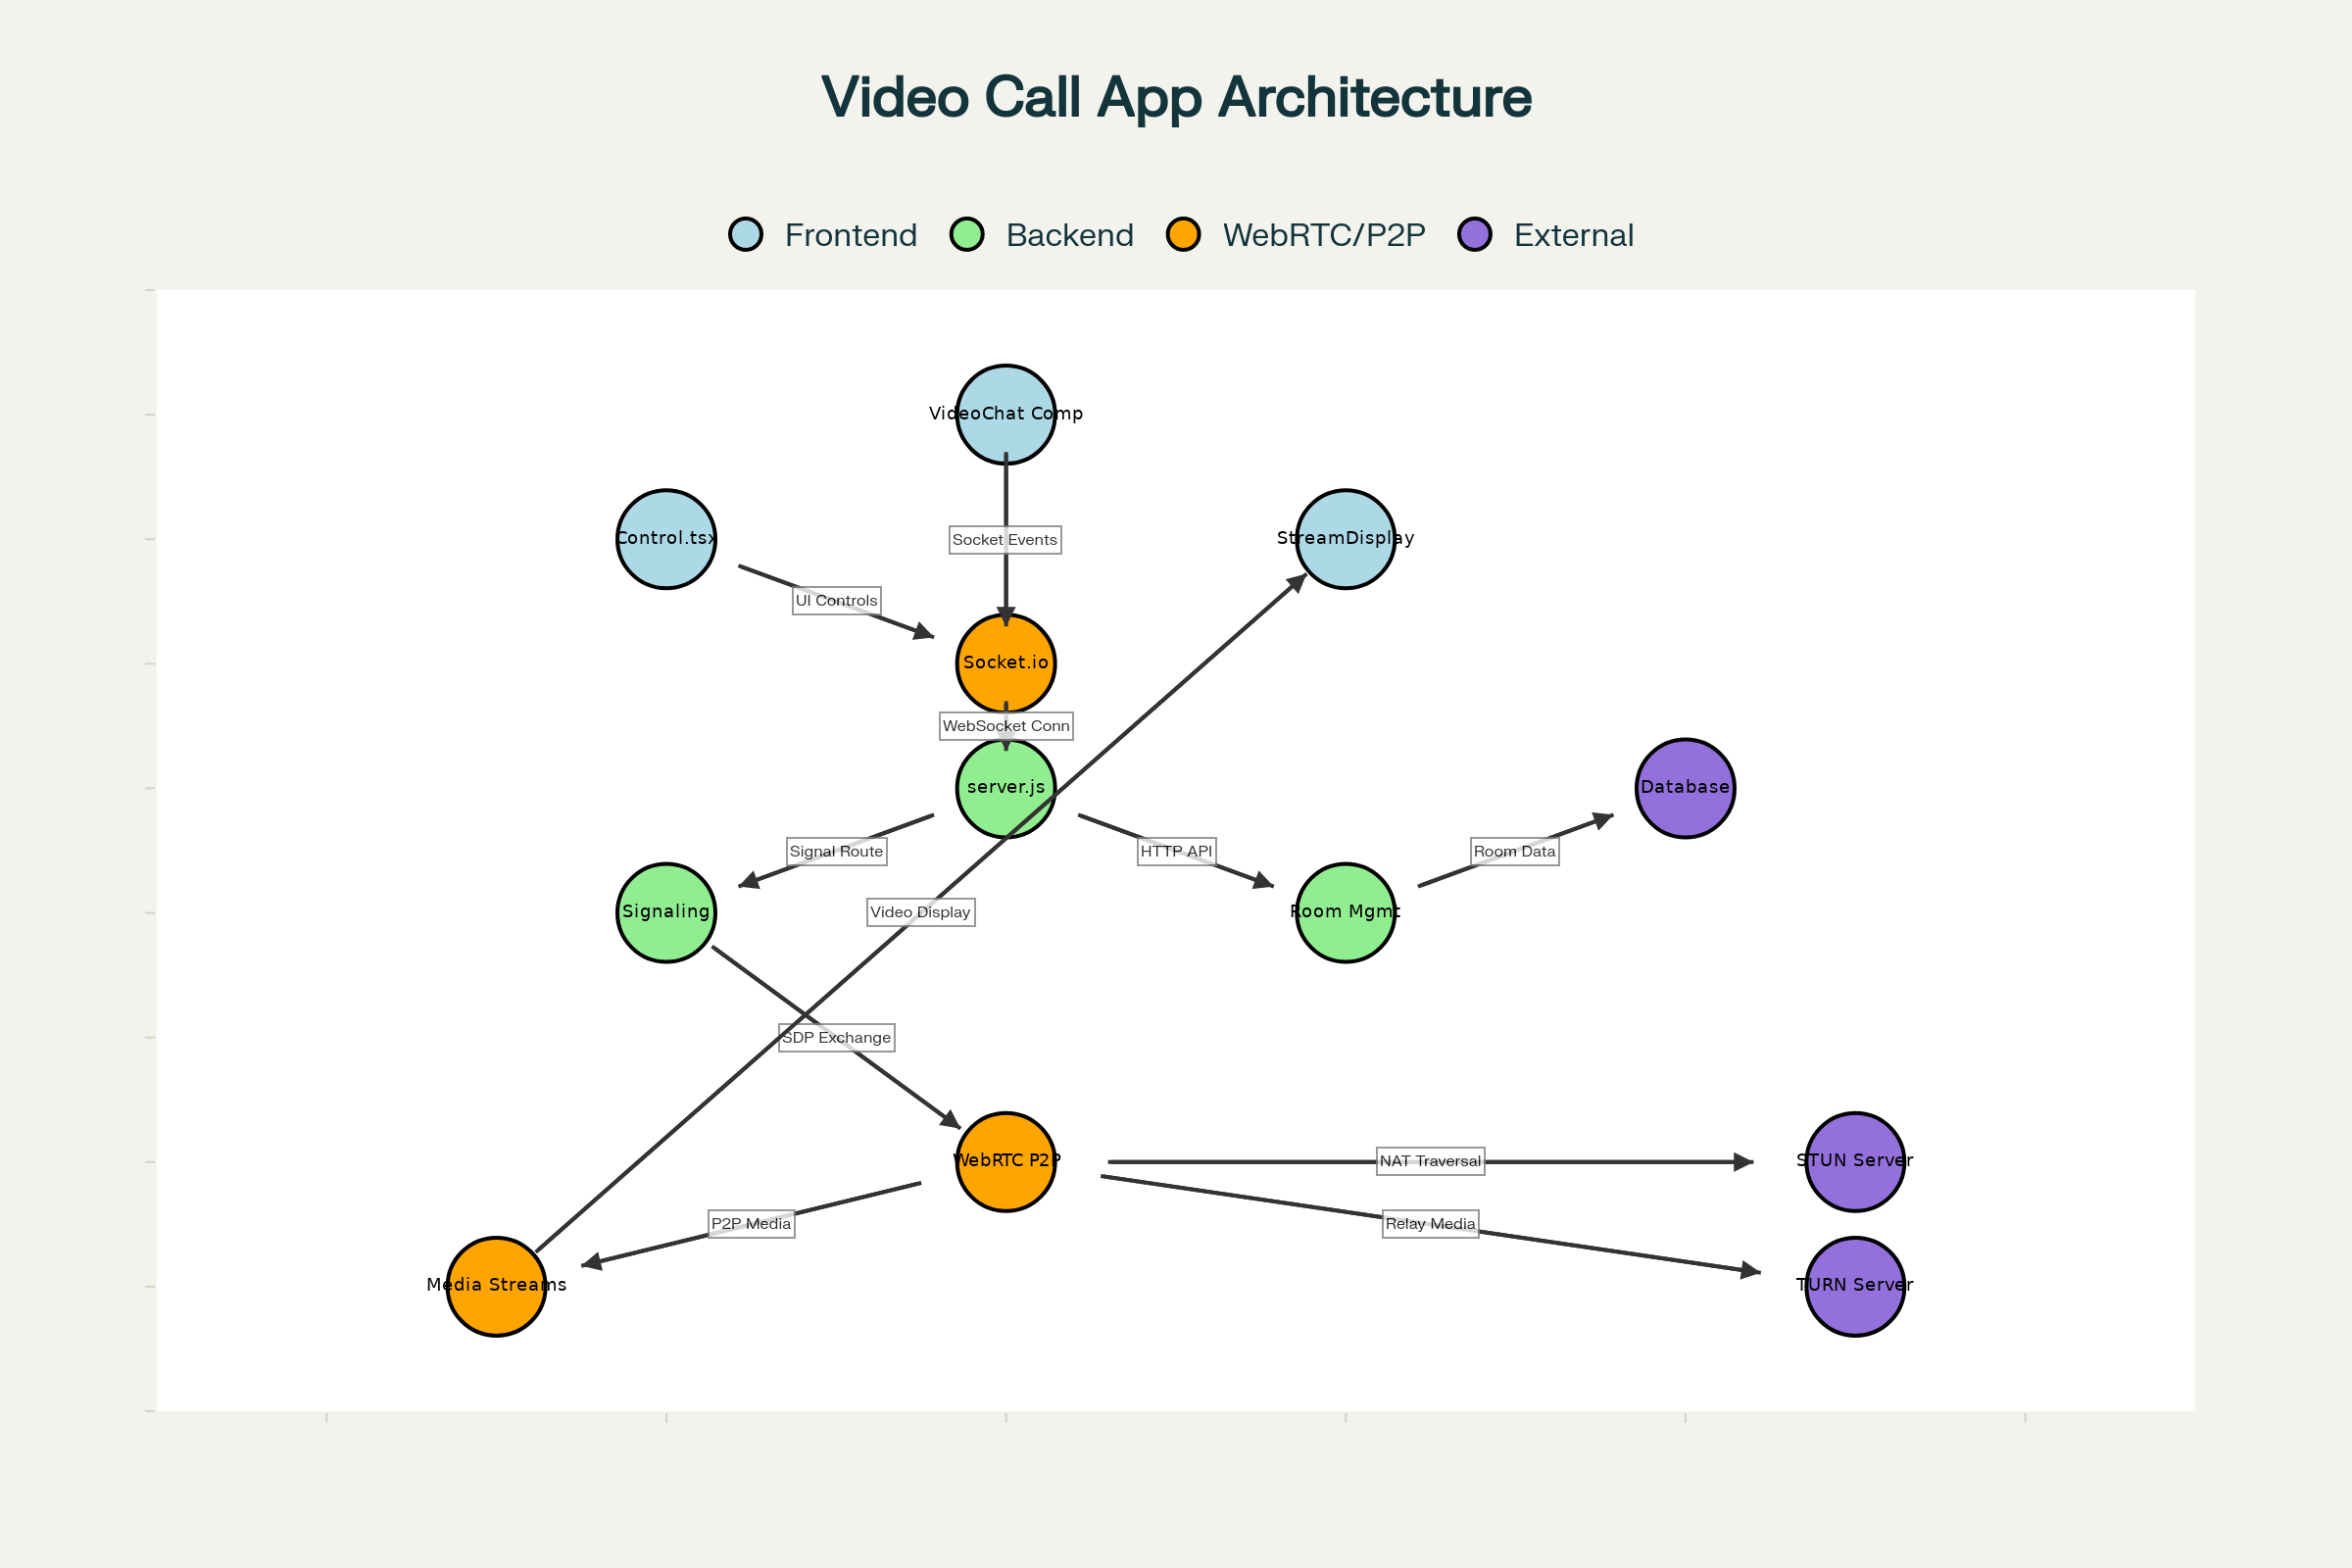 Video Call App Architecture
Frontend
Backend
WebRTC/P2P
External
VideoChat Comp
Control.tsx
Socket Events
StreamDisplay
UI Controls
Socket.io
WebSocket Conn
server.js
Database
Signal Route
HTTP API
Room Data
Signaling
Video Display
Room Mgmt
SDP Exchange
WebRTC P2P
NAT Traversal
STUN Server
P2P Media
Relay Media
Media Streams
TURN Server